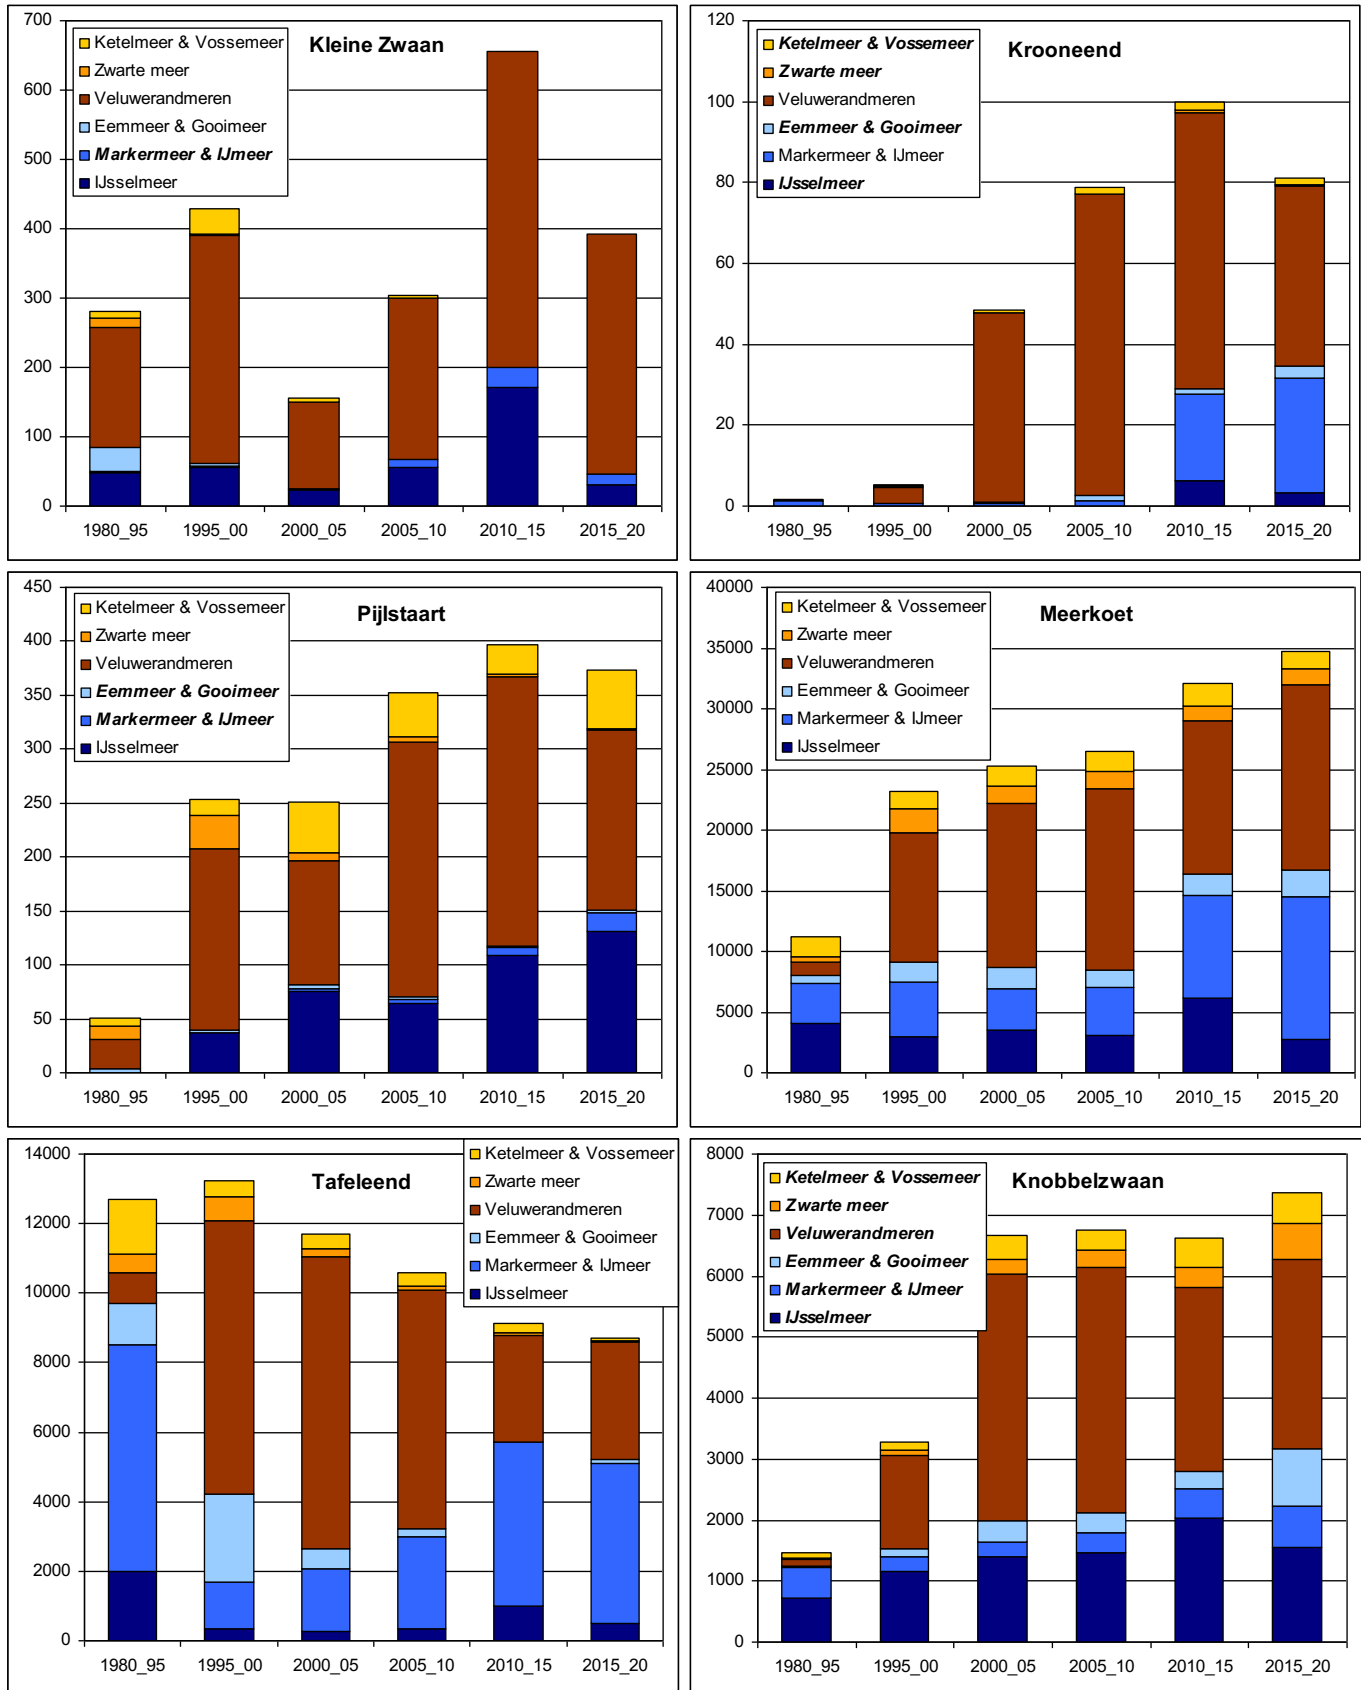 Kleine Zwaan
700
600
500
400
300
200
100
0
Ketelmeer & Vossemeer
Zwarte meer
Veluwerandmeren
Eemmeer & Gooimeer
Markermeer & IJmeer
IJsselmeer
1980_95 1995_00 2000_05 2005_10 2010_15 2015_20
Krooneend
120
100
80
60
40
20
0
Ketelmeer & Vossemeer
Zwarte meer
Veluwerandmeren
Eemmeer & Gooimeer
Markermeer & IJmeer
IJsselmeer
1980_95 1995_00 2000_05 2005_10 2010_15 2015_20
Pijlstaart
450
400
350
300
250
200
150
100
50
0
Ketelmeer & Vossemeer
Zwarte meer
Veluwerandmeren
Eemmeer & Gooimeer
Markermeer & IJmeer
IJsselmeer
1980_95 1995_00 2000_05 2005_10 2010_15 2015_20
Meerkoet
40000
35000
30000
25000
20000
15000
10000
5000
0
Ketelmeer & Vossemeer
Zwarte meer
Veluwerandmeren
Eemmeer & Gooimeer
Markermeer & IJmeer
IJsselmeer
1980_95 1995_00 2000_05 2005_10 2010_15 2015_20
Tafeleend
14000
12000
10000
8000
6000
4000
2000
0
Ketelmeer & Vossemeer
Zwarte meer
Veluwerandmeren
Eemmeer & Gooimeer
Markermeer & IJmeer
IJsselmeer
1980_95 1995_00 2000_05 2005_10 2010_15 2015_20
Knobbelzwaan
8000
7000
6000
5000
4000
3000
2000
1000
0
Ketelmeer & Vossemeer
Zwarte meer
Veluwerandmeren
Eemmeer & Gooimeer
Markermeer & IJmeer
IJsselmeer
1980_95 1995_00 2000_05 2005_10 2010_15 2015_20